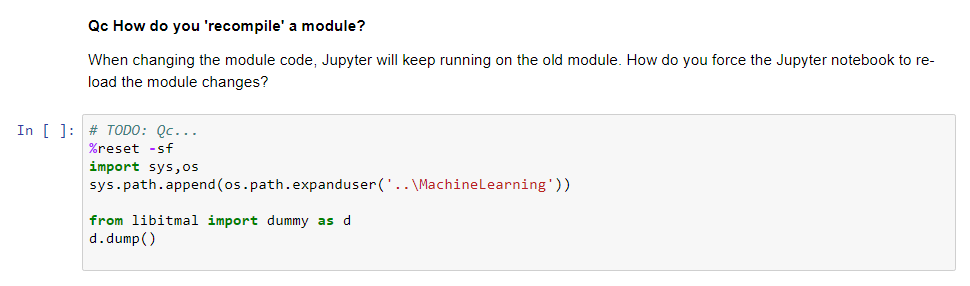 Qc How do you 'recompile' a module?
When changing the module code, Jupyter will keep running on the old module. How do you force the Jupyter notebook to re-
load the module changes?
In [ ]: # TODO: Qc...
%reset -sf
import sys,os
sys.path.append(os.path.expanduser('..\MachineLearning'))
from libitmal import dummy as d
d.dump()